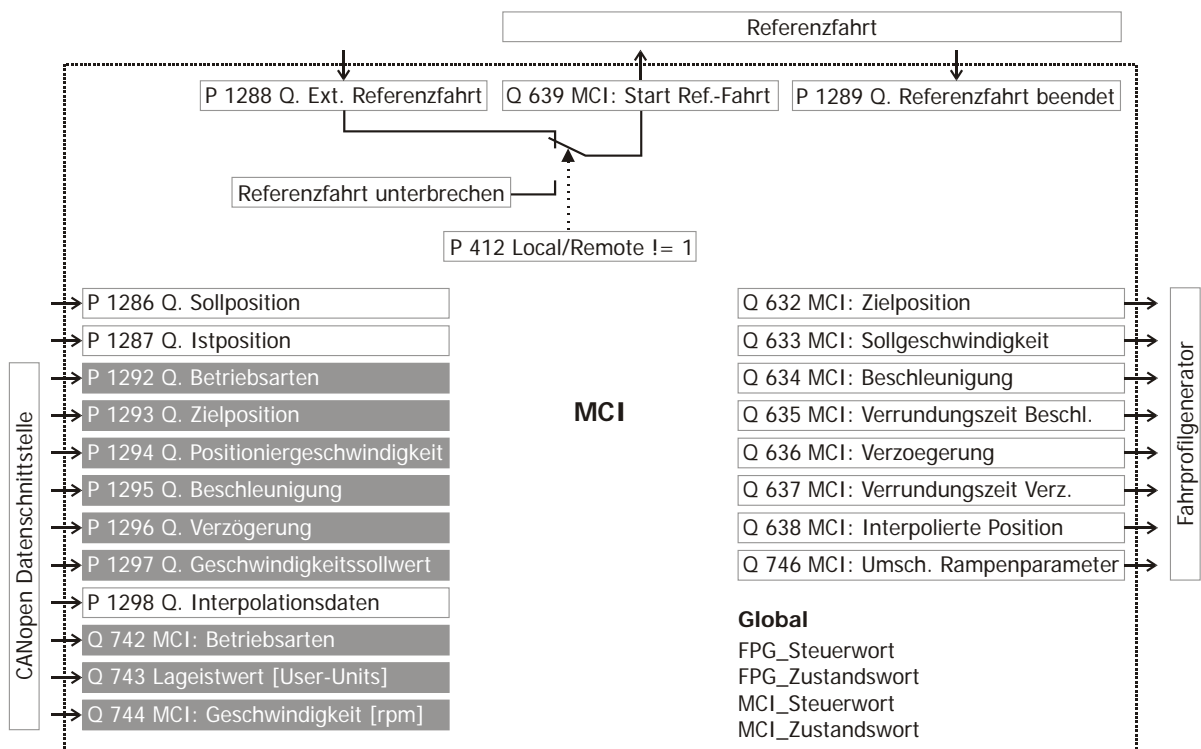 Referenzfahrt
P 1288 Q. Ext. Referenzfahrt
Q 639 MCI: Start Ref.-Fahrt
P 1289 Q. Referenzfahrt beendet
Referenzfahrt unterbrechen
P 412 Local/Remote != 1
CANopen Datenschnittstelle
P 1286 Q. Sollposition
P 1287 Q. Istposition
P 1292 Q. Betriebsarten
P 1293 Q. Zielposition
P 1294 Q. Positioniergeschwindigkeit
P 1295 Q. Beschleunigung
P 1296 Q. Verzögerung
P 1297 Q. Geschwindigkeitssollwert
P 1298 Q. Interpolationsdaten
Q 742 MCI: Betriebsarten
Q 743 Lageistwert [User-Units]
Q 744 MCI: Geschwindigkeit [rpm]
MCI
Q 632 MCI: Zielposition
Q 633 MCI: Sollgeschwindigkeit
Q 634 MCI: Beschleunigung
Q 635 MCI: Verrundungszeit Beschl.
Q 636 MCI: Verzoegerung
Q 637 MCI: Verrundungszeit Verz.
Q 638 MCI: Interpolierte Position
Q 746 MCI: Umsch. Rampenparameter
Fahrprofilgenerator
Global
FPG_Steuerwort
FPG_Zustandswort
MCI_Steuerwort
MCI_Zustandswort